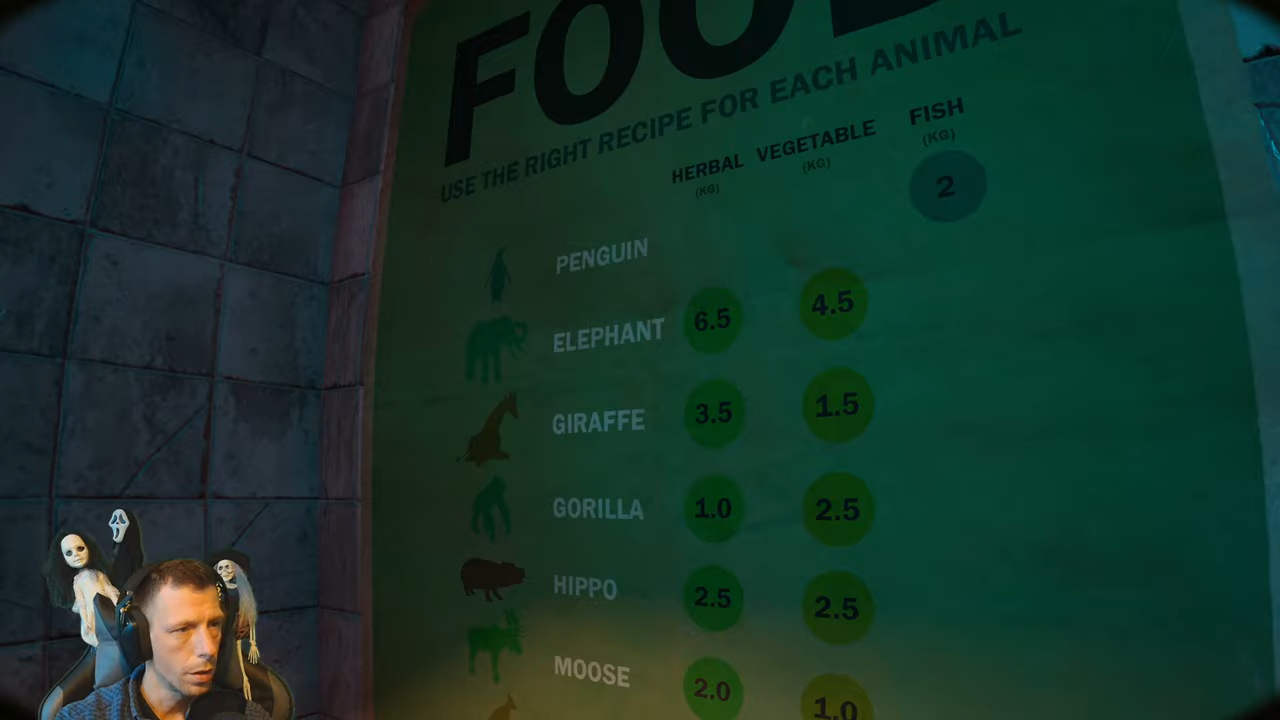 FOOD
USE THE RIGHT RECIPE FOR EACH ANIMAL
HERBAL VEGETABLE FISH
(KG) (KG) (KG)
2
PENGUIN
ELEPHANT 6.5 4.5
GIRAFFE 3.5 1.5
GORILLA 1.0 2.5
HIPPO 2.5 2.5
MOOSE 2.0 1.0